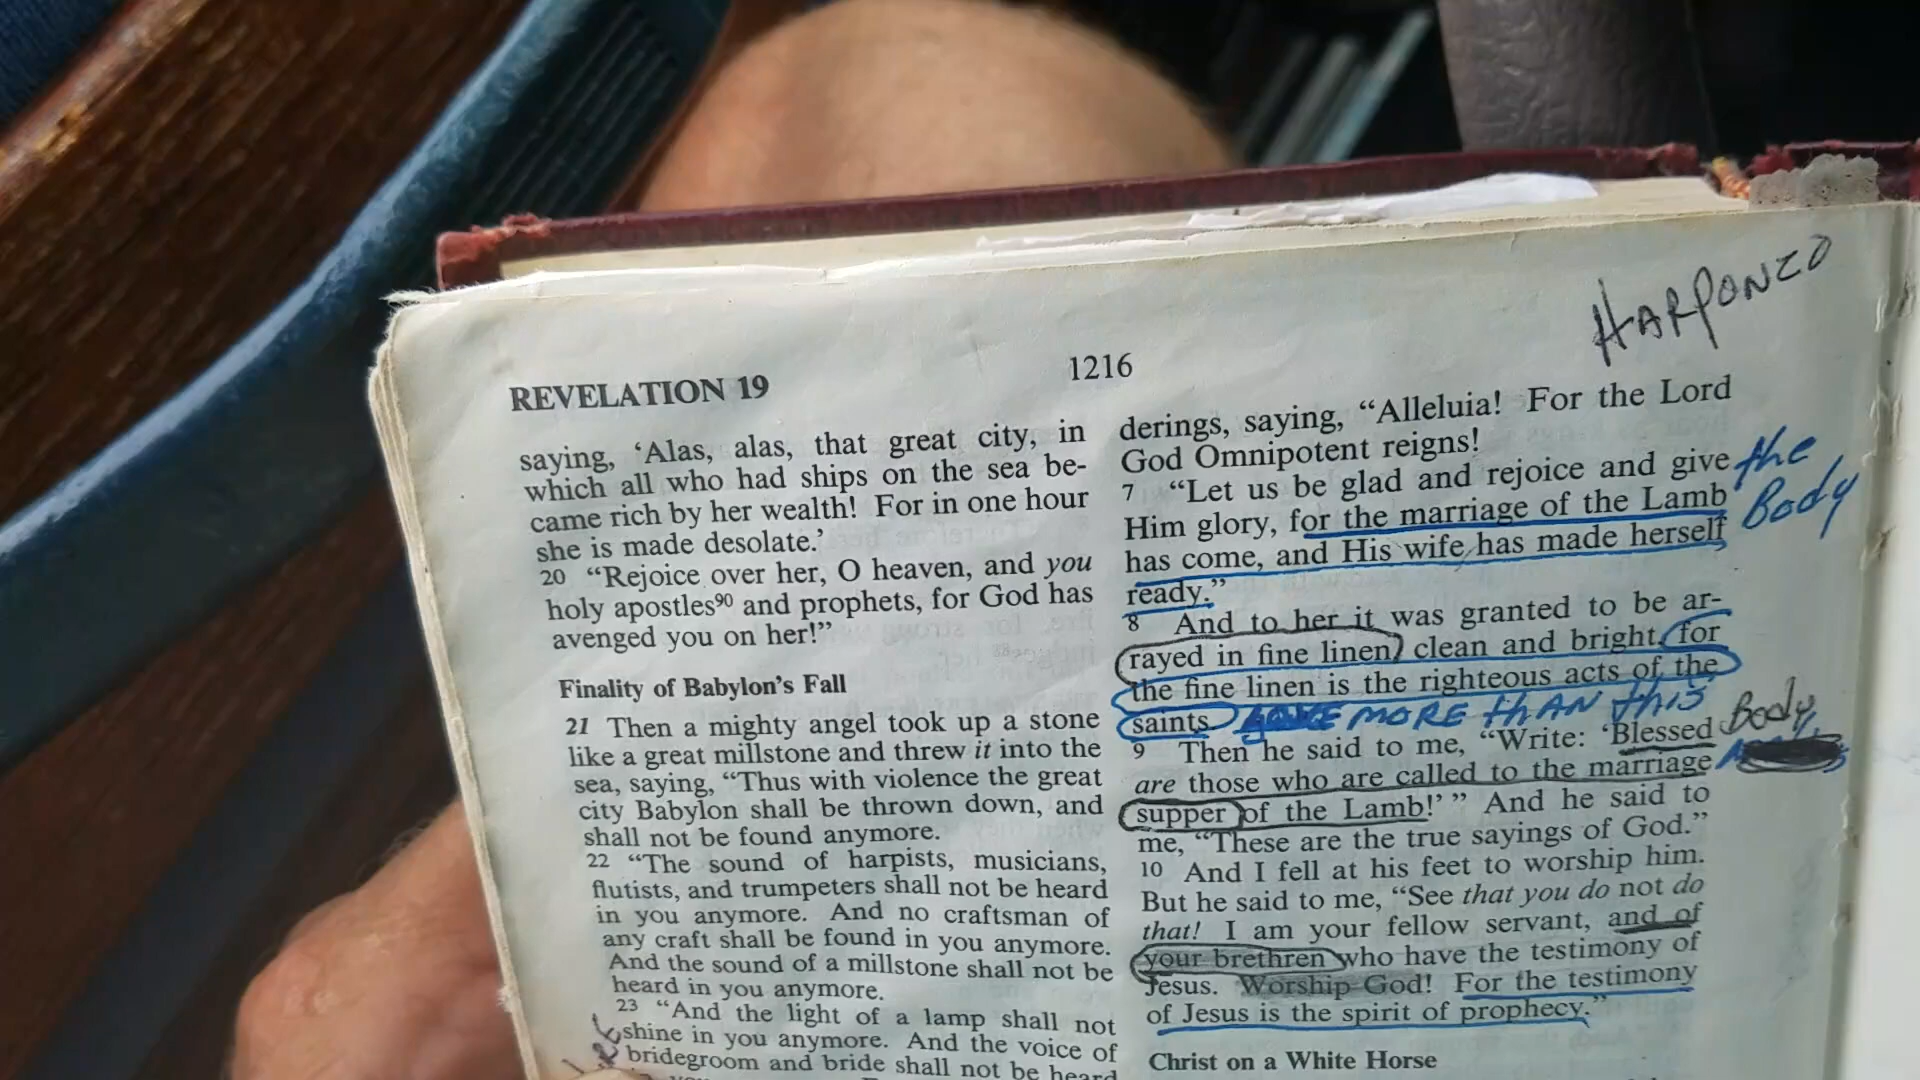 HARPONZO
REVELATION 19
1216
saying, ‘Alas, alas, that great city, in
which all who had ships on the sea be-
came rich by her wealth! For in one hour
she is made desolate.’
20 “Rejoice over her, O heaven, and you
holy apostles90 and prophets, for God has
avenged you on her!”
Finality of Babylon’s Fall
21 Then a mighty angel took up a stone
like a great millstone and threw it into the
sea, saying, “Thus with violence the great
city Babylon shall be thrown down, and
shall not be found anymore.
22 “The sound of harpists, musicians,
flutists, and trumpeters shall not be heard
in you anymore. And no craftsman of
any craft shall be found in you anymore.
And the sound of a millstone shall not be
heard in you anymore.
23 “And the light of a lamp shall not
shine in you anymore. And the voice of
bridegroom and bride shall not be heard
derings, saying, “Alleluia! For the Lord
God Omnipotent reigns!
7 “Let us be glad and rejoice and give
Him glory, for the marriage of the Lamb
has come, and His wife has made herself
ready.”
the
Body
8 And to her it was granted to be ar-
rayed in fine linen, clean and bright, for
the fine linen is the righteous acts of the
saints.
MORE THAN THIS
9 Then he said to me, “Write: ‘Blessed
are those who are called to the marriage
supper of the Lamb!’ ” And he said to
me, “These are the true sayings of God.”
Body
10 And I fell at his feet to worship him.
But he said to me, “See that you do not do
that! I am your fellow servant, and of
your brethren who have the testimony of
Jesus. Worship God! For the testimony
of Jesus is the spirit of prophecy.”
Christ on a White Horse